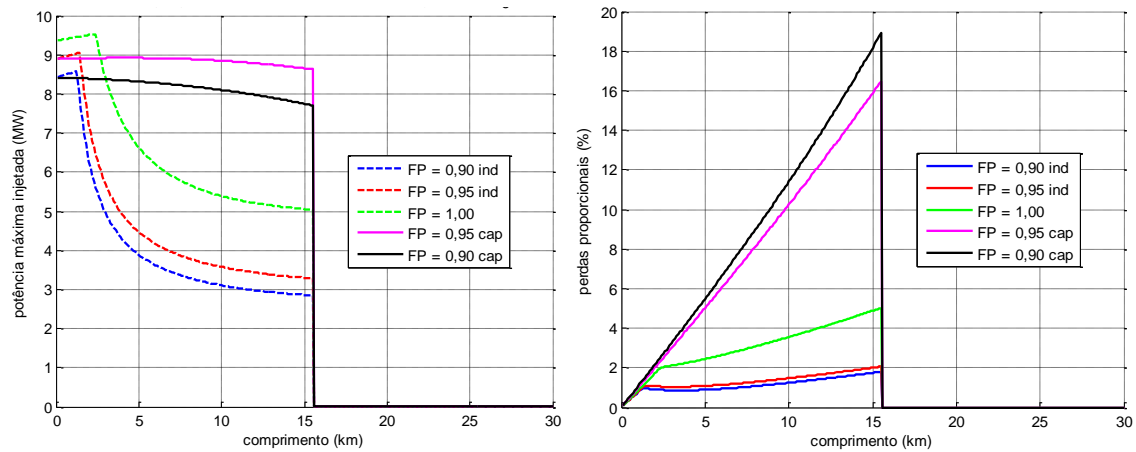 10
9
8
7
6
5
4
3
2
1
0
potência máxima injetada (MW)
FP = 0,90 ind
FP = 0,95 ind
FP = 1,00
FP = 0,95 cap
FP = 0,90 cap
0 5 10 15 20 25 30
comprimento (km)
20
18
16
14
12
10
8
6
4
2
0
perdas proporcionais (%)
FP = 0,90 ind
FP = 0,95 ind
FP = 1,00
FP = 0,95 cap
FP = 0,90 cap
0 5 10 15 20 25 30
comprimento (km)